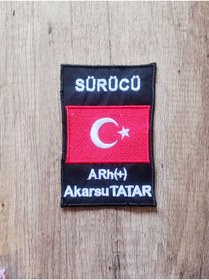 SÜRÜCÜ
ARh(+)
Akarsu TATAR